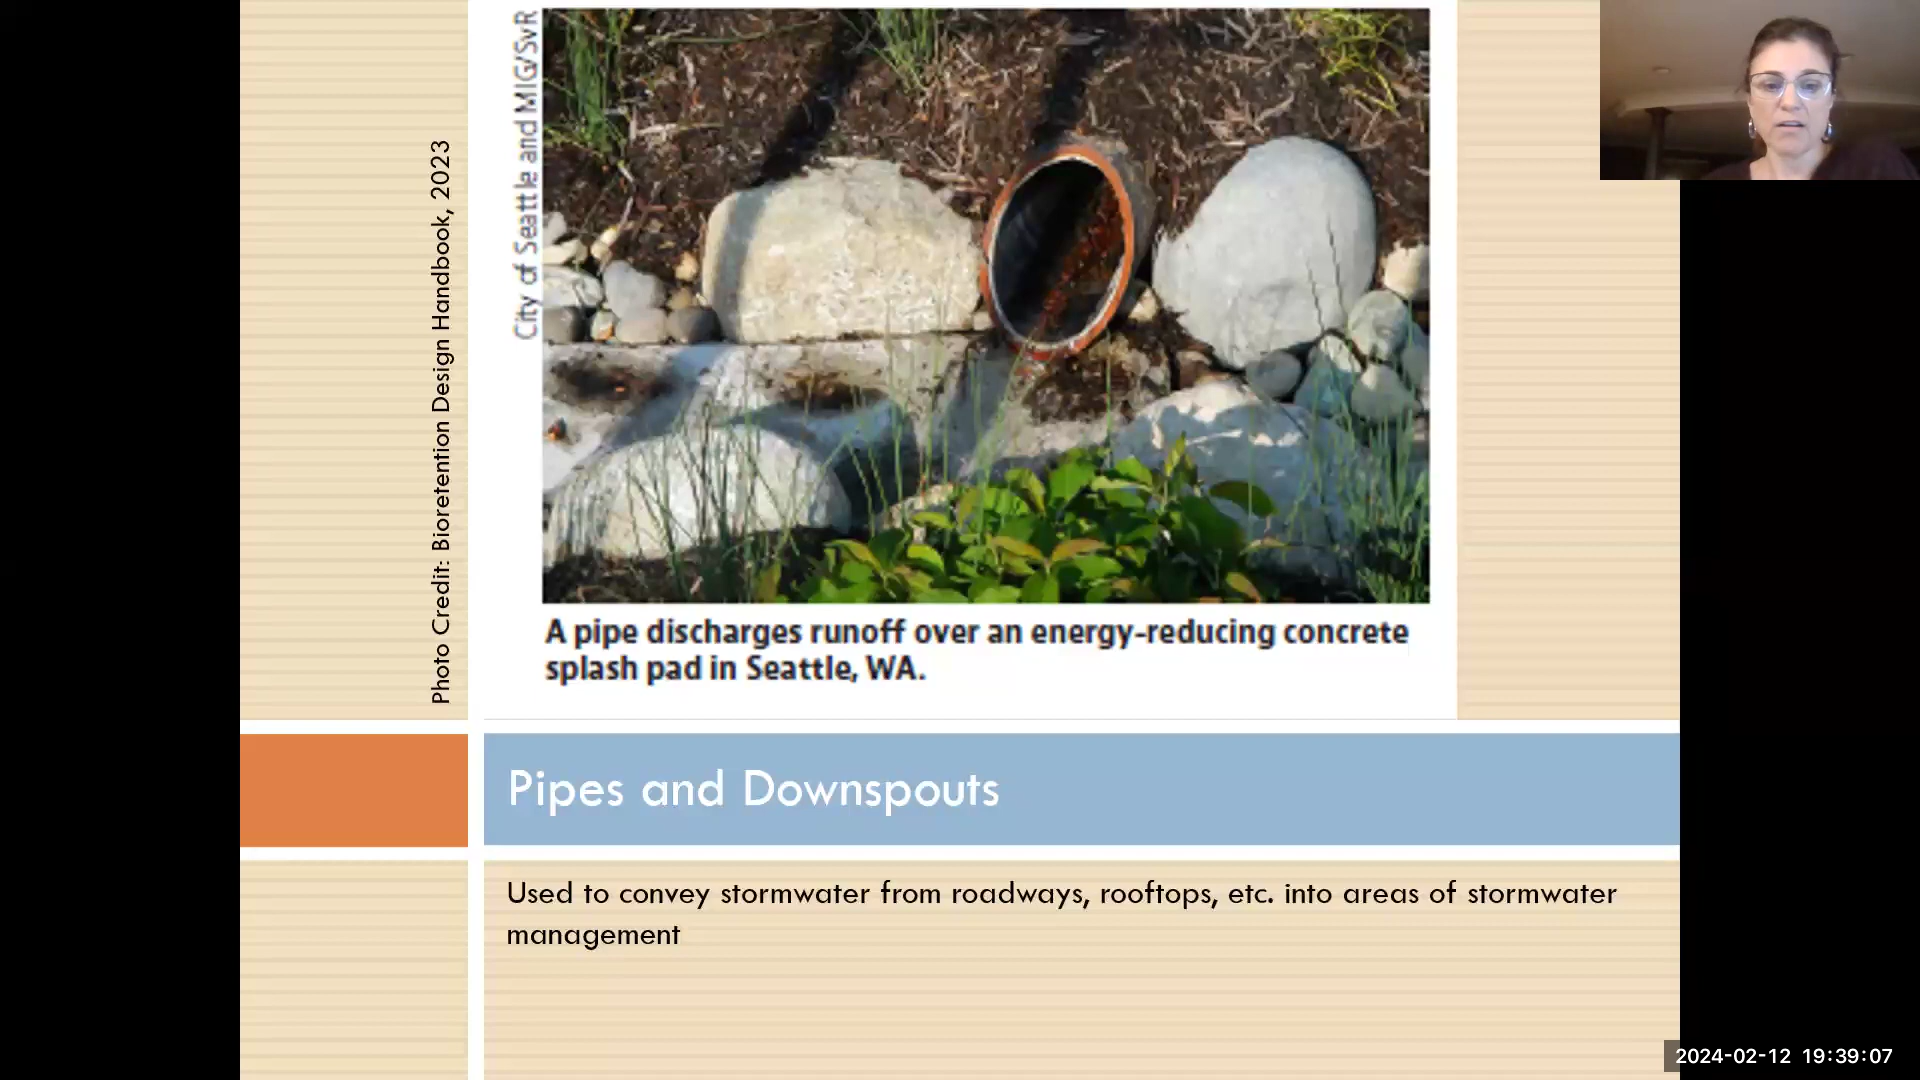 City of Seattle and MIG/SvR
Photo Credit: Bioretention Design Handbook, 2023
A pipe discharges runoff over an energy-reducing concrete
splash pad in Seattle, WA.
Pipes and Downspouts
Used to convey stormwater from roadways, rooftops, etc. into areas of stormwater
management
2024-02-12 19:39:07